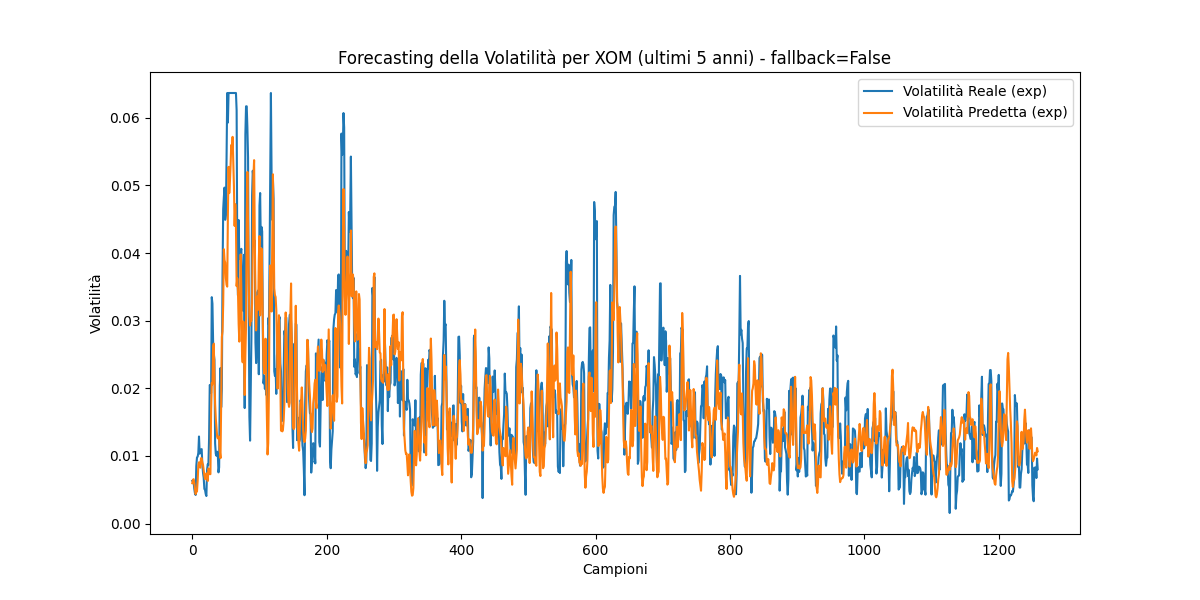 Forecasting della Volatilità per XOM (ultimi 5 anni) - fallback=False
Volatilità Reale (exp)
Volatilità Predetta (exp)
Volatilità
0.06
0.05
0.04
0.03
0.02
0.01
0.00
0 200 400 600 800 1000 1200
Campioni